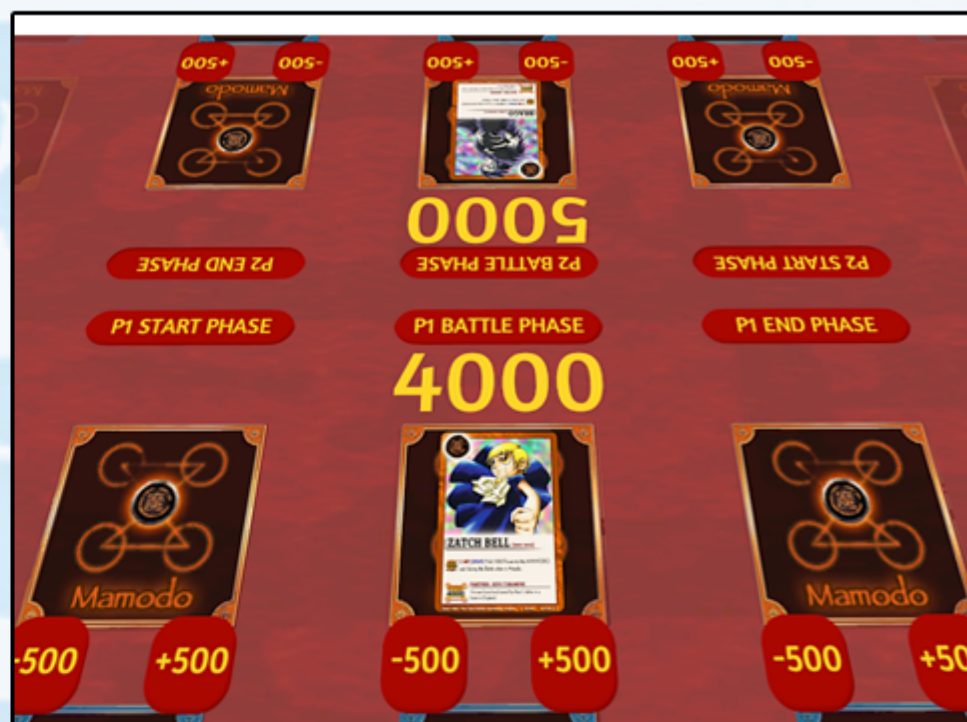 +500 -500 +500 -500 +500 -500
Mamodo Mamodo
BRAGO
5000
P2 END PHASE P2 BATTLE PHASE P2 START PHASE
P1 START PHASE P1 BATTLE PHASE P1 END PHASE
4000
ZATCH BELL
Mamodo Mamodo
-500 +500 -500 +500 -500